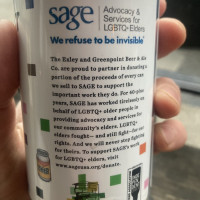 sage
Advocacy &
Services for
LGBTQ+ Elders
We refuse to be invisible
The Exley and Greenpoint Beer & Ale
Co. are proud to partner in donating a
portion of the proceeds of every can
we sell to SAGE to support the
important work they do. For 40-plus
years, SAGE has worked tirelessly on
behalf of LGBTQ+ older people in
providing advocacy and services for
our community's elders. LGBTQ+
elders fought—and still fight—for our
rights. And we will never stop fighting
for theirs. To support SAGE's work
for LGBTQ+ elders, visit
www.sageusa.org/donate.